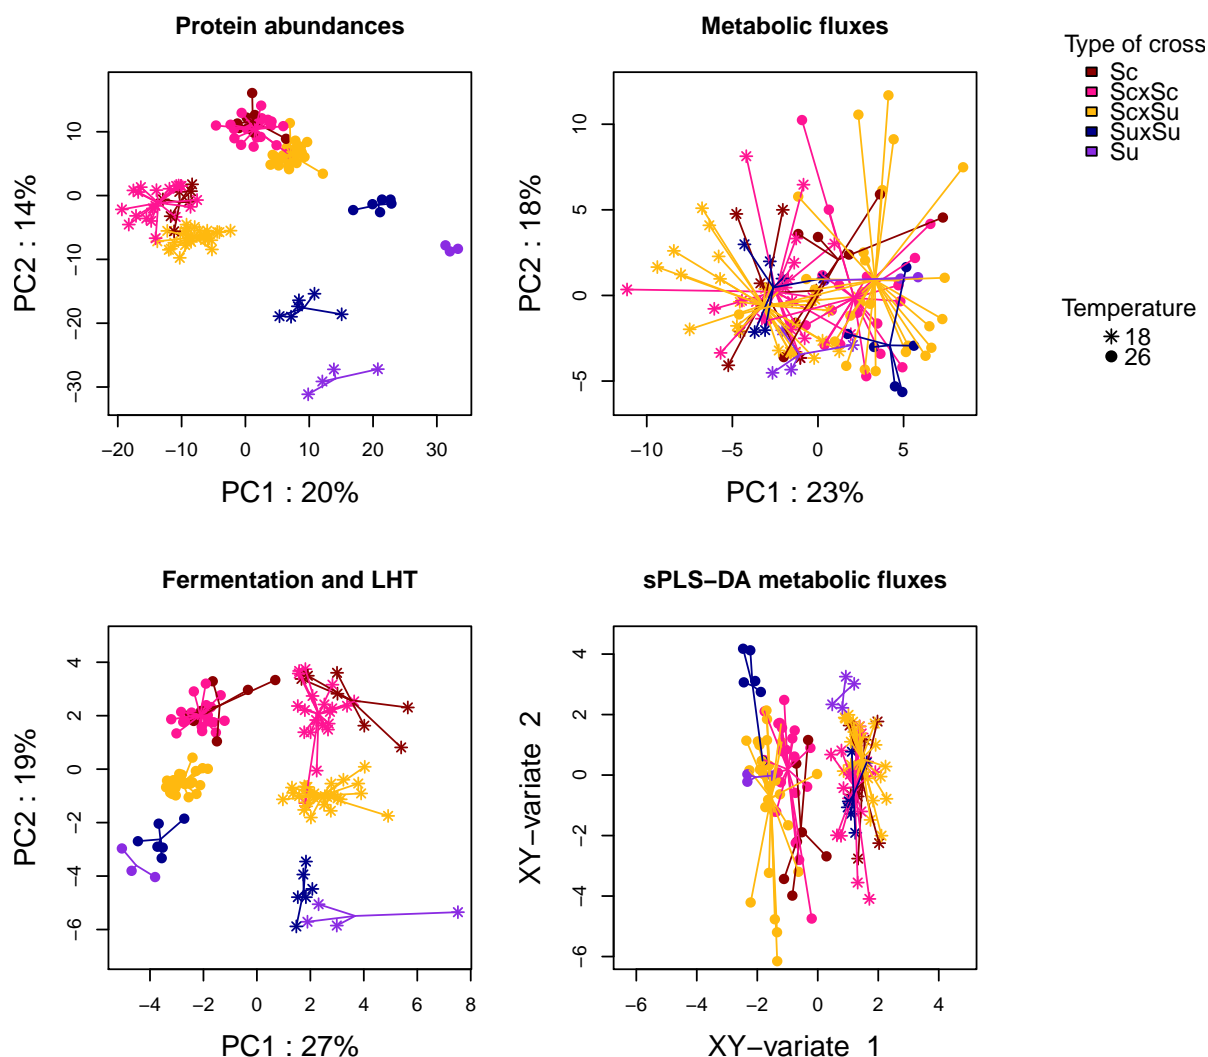 Protein abundances
Metabolic fluxes
Type of cross
Sc
ScxSc
ScxSu
SuxSu
Su
Temperature
18
26
PC2 : 14%
10
0
−10
−20
−30
−20 −10 0 10 20 30
PC1 : 20%
PC2 : 18%
10
5
0
−5
−10 −5 0 5
PC1 : 23%
Fermentation and LHT
sPLS−DA metabolic fluxes
PC2 : 19%
4
2
0
−2
−4
−6
−4 −2 0 2 4 6 8
PC1 : 27%
XY−variate 2
4
2
0
−2
−4
−6
−6 −4 −2 0 2 4
XY−variate 1